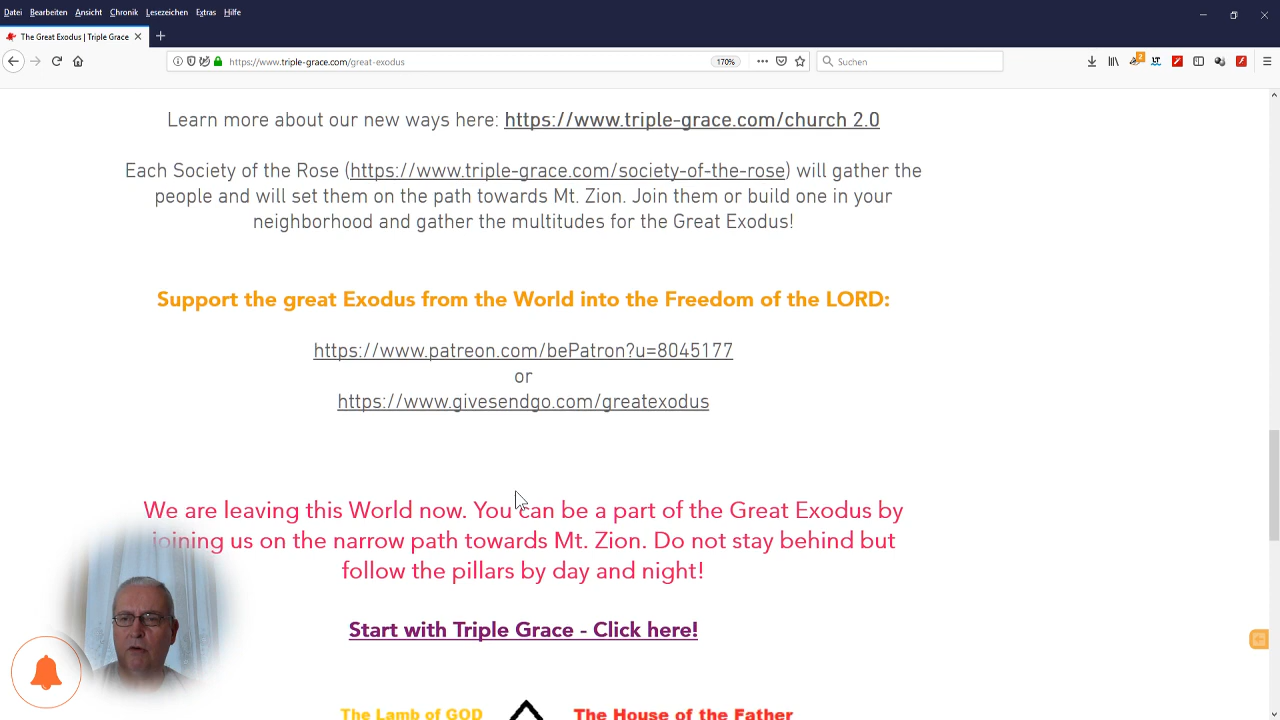 Datei Bearbeiten Ansicht Chronik Lesezeichen Extras Hilfe
The Great Exodus | Triple Grace
https://www.triple-grace.com/great-exodus
170%
Suchen
2
Learn more about our new ways here: https://www.triple-grace.com/church 2.0
Each Society of the Rose (https://www.triple-grace.com/society-of-the-rose) will gather the
people and will set them on the path towards Mt. Zion. Join them or build one in your
neighborhood and gather the multitudes for the Great Exodus!
Support the great Exodus from the World into the Freedom of the LORD:
https://www.patreon.com/bePatron?u=8045177
or
https://www.givesendgo.com/greatexodus
We are leaving this World now. You can be a part of the Great Exodus by
joining us on the narrow path towards Mt. Zion. Do not stay behind but
follow the pillars by day and night!
Start with Triple Grace - Click here!
The Lamb of GOD The House of the Father